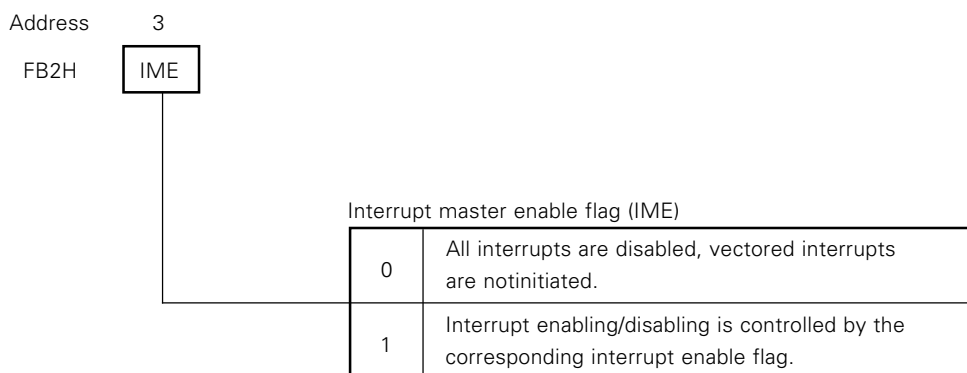 Address 3
FB2H IME
Interrupt master enable flag (IME)
0 All interrupts are disabled, vectored interrupts
are notinitiated.
1 Interrupt enabling/disabling is controlled by the
corresponding interrupt enable flag.